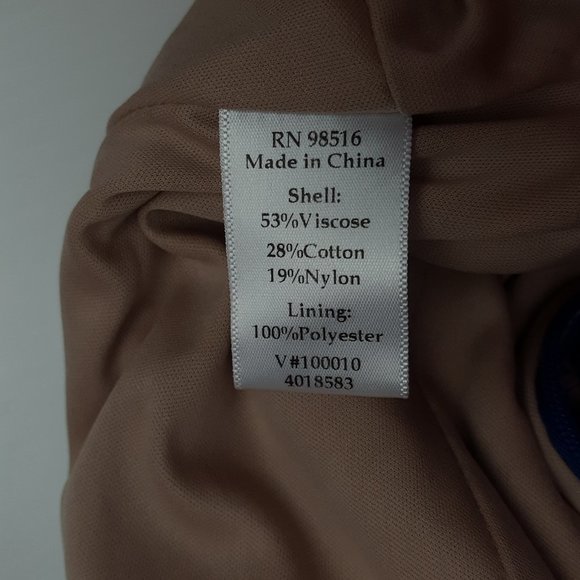 RN 98516
Made in China
Shell:
53%Viscose
28%Cotton
19%Nylon
Lining:
100%Polyester
V#100010
4018583